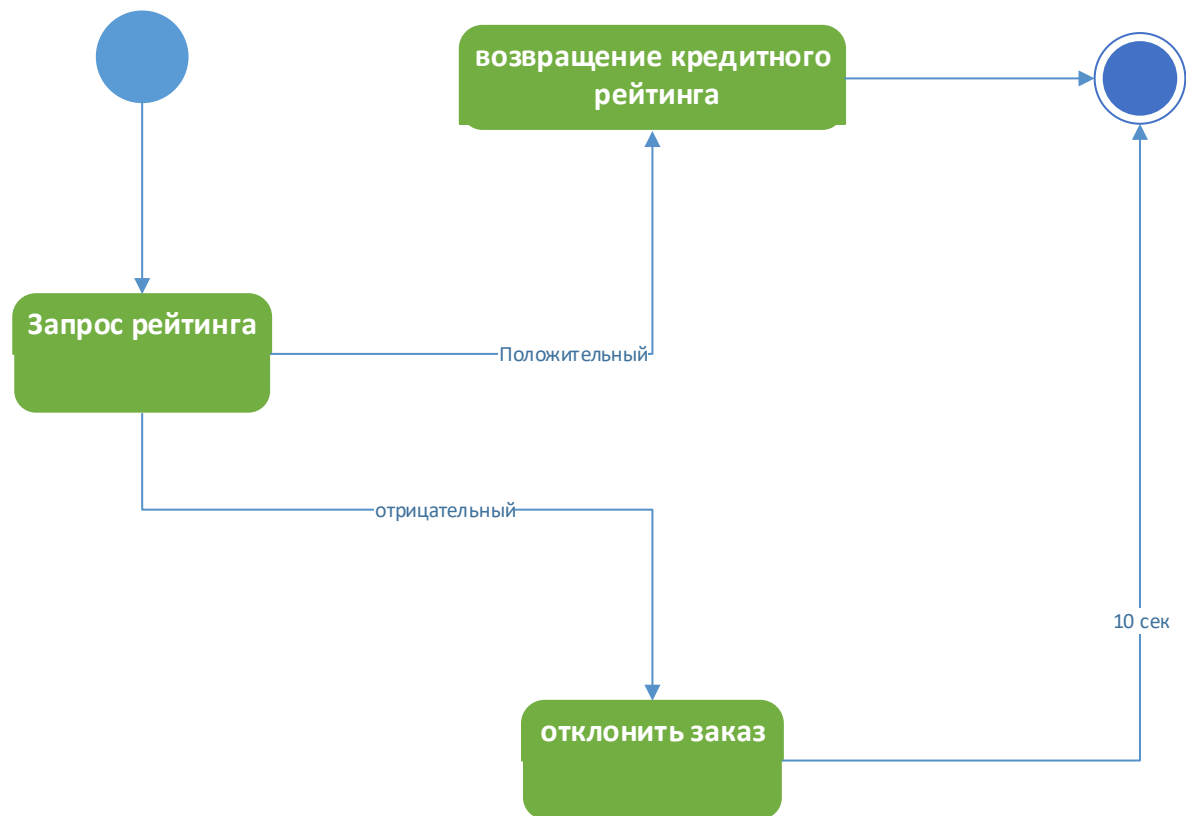 возвращение кредитного
рейтинга
Запрос рейтинга
Положительный
отрицательный
10 сек
отклонить заказ